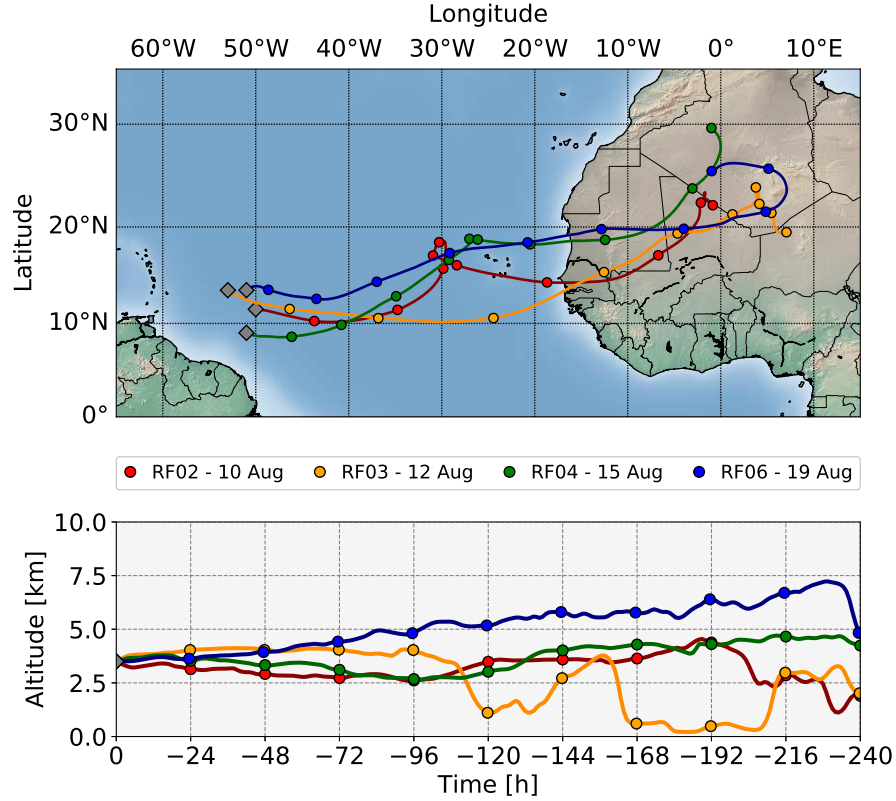 Longitude
60°W 50°W 40°W 30°W 20°W 10°W 0° 10°E
Latitude
30°N
20°N
10°N
0°
RF02 - 10 Aug RF03 - 12 Aug RF04 - 15 Aug RF06 - 19 Aug
Altitude [km]
10.0
7.5
5.0
2.5
0.0
0 −24 −48 −72 −96 −120 −144 −168 −192 −216 −240
Time [h]